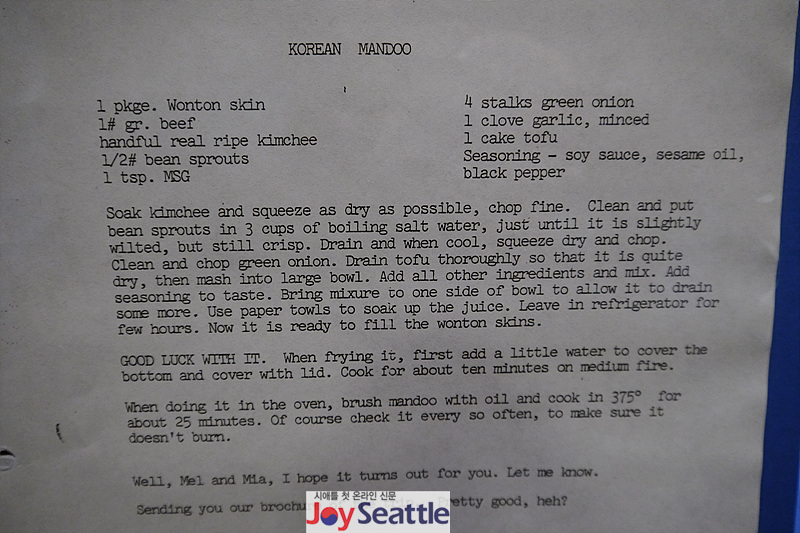 KOREAN MANDOO
1 pkge. Wonton skin
1# gr. beef
handful real ripe kimchee
1/2# bean sprouts
1 tsp. MSG
4 stalks green onion
1 clove garlic, minced
1 cake tofu
Seasoning - soy sauce, sesame oil,
black pepper
Soak kimchee and squeeze as dry as possible, chop fine. Clean and put
bean sprouts in 3 cups of boiling salt water, just until it is slightly
wilted, but still crisp. Drain and when cool, squeeze dry and chop.
Clean and chop green onion. Drain tofu thoroughly so that it is quite
dry, then mash into large bowl. Add all other ingredients and mix. Add
seasoning to taste. Bring mixure to one side of bowl to allow it to drain
some more. Use paper towls to soak up the juice. Leave in refrigerator for
few hours. Now it is ready to fill the wonton skins.
GOOD LUCK WITH IT. When frying it, first add a little water to cover the
bottom and cover with lid. Cook for about ten minutes on medium fire.
When doing it in the oven, brush mandoo with oil and cook in 375° for
about 25 minutes. Of course check it every so often, to make sure it
doesn't burn.
Well, Mel and Mia, I hope it turns out for you. Let me know.
Sending you our Pretty good, heh?
시애틀 첫 온라인 신문
JoySeattle